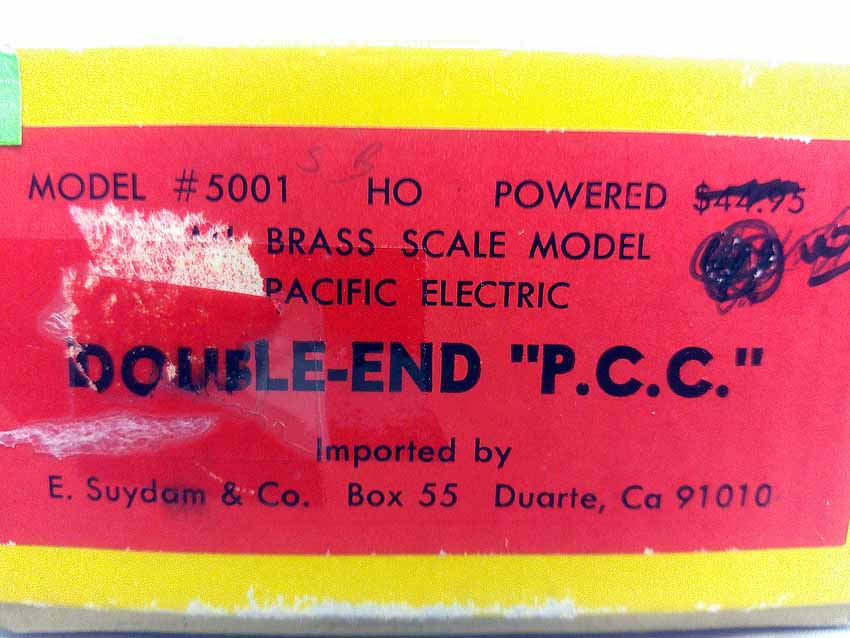 MODEL #5001 HO POWERED $44.95
BRASS SCALE MODEL
PACIFIC ELECTRIC
DOUBLE-END "P.C.C."
Imported by
E. Suydam & Co. Box 55 Duarte, Ca 91010